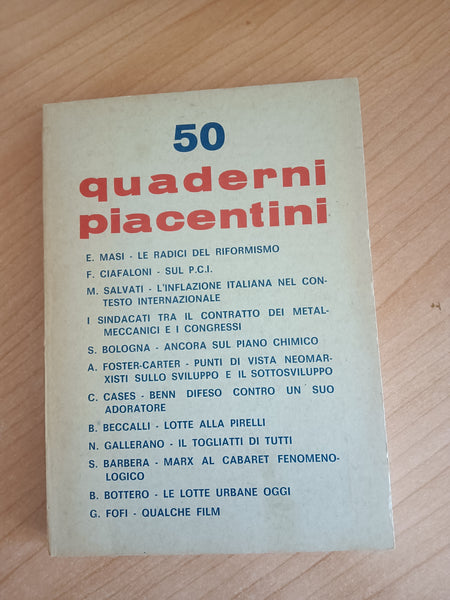 50
quaderni
piacentini
E. MASI - LE RADICI DEL RIFORMISMO
F. CIAFALONI - SUL P.C.I.
M. SALVATI - L'INFLAZIONE ITALIANA NEL CON-
TESTO INTERNAZIONALE
I SINDACATI TRA IL CONTRATTO DEI METAL-
MECCANICI E I CONGRESSI
S. BOLOGNA - ANCORA SUL PIANO CHIMICO
A. FOSTER-CARTER - PUNTI DI VISTA NEOMAR-
XISTI SULLO SVILUPPO E IL SOTTOSVILUPPO
C. CASES - BENN DIFESO CONTRO UN SUO
ADORATORE
B. BECCALLI - LOTTE ALLA PIRELLI
N. GALLERANO - IL TOGLIATTI DI TUTTI
S. BARBERA - MARX AL CABARET FENOMENO-
LOGICO
B. BOTTERO - LE LOTTE URBANE OGGI
G. FOFI - QUALCHE FILM